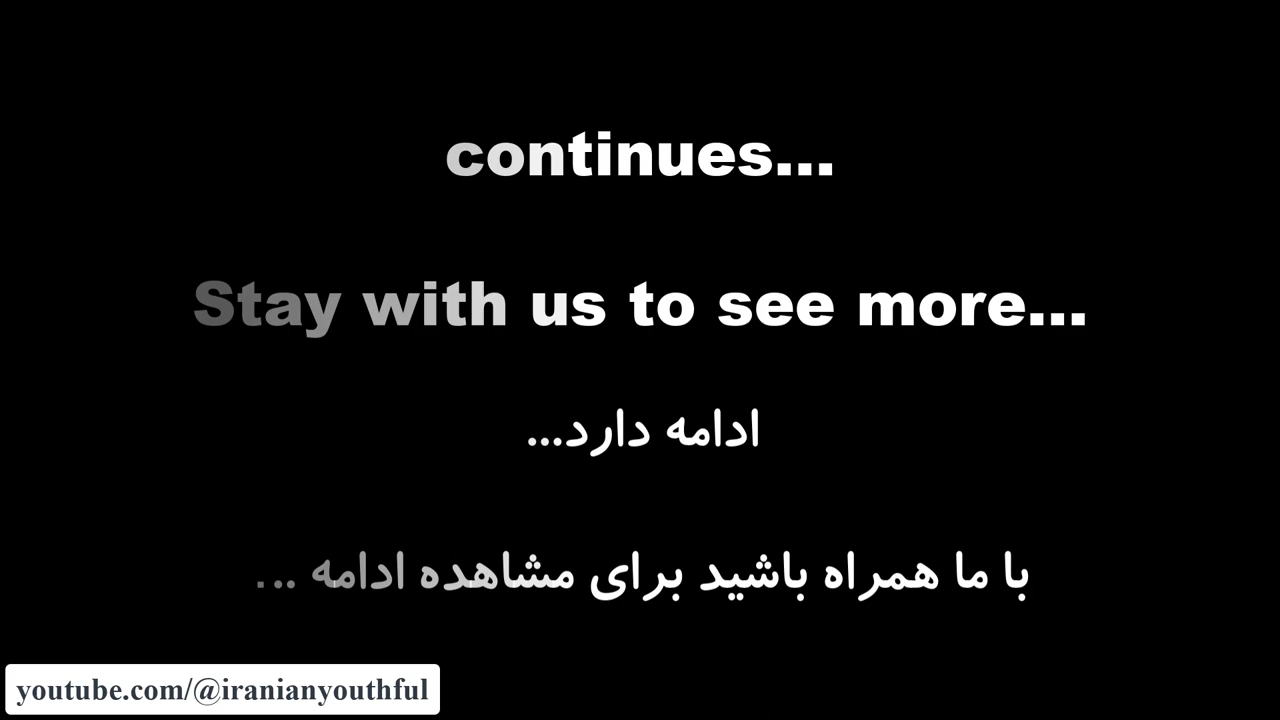 continues...
Stay with us to see more...
ادامه دارد...
با ما همراه باشید برای مشاهده ادامه ...
youtube.com/@iranianyouthful